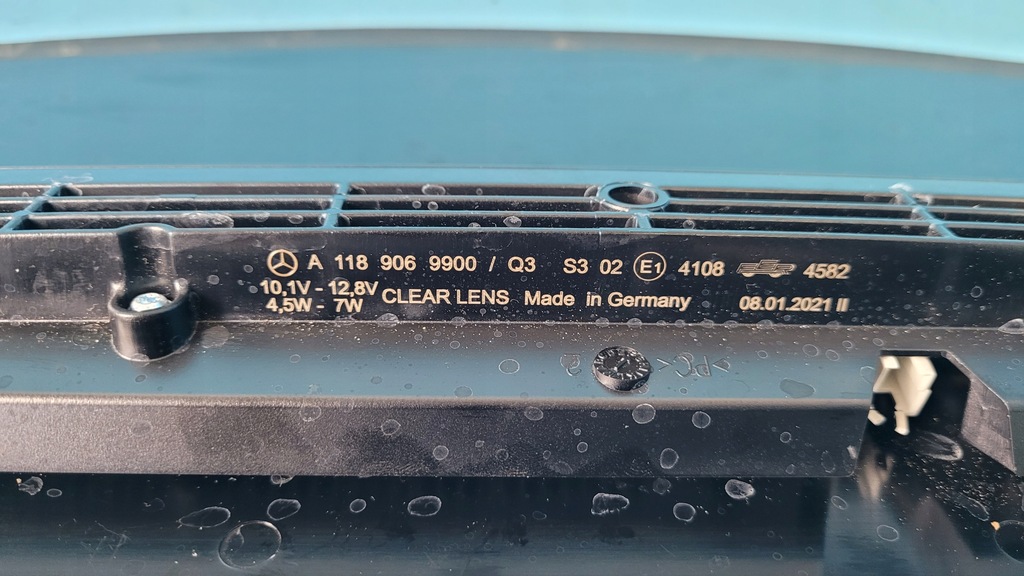 A 118 906 9900 / Q3 S3 02 E1 4108 4582
10,1V - 12,8V
4,5W - 7W CLEAR LENS Made in Germany 08.01.2021 II
>PC<